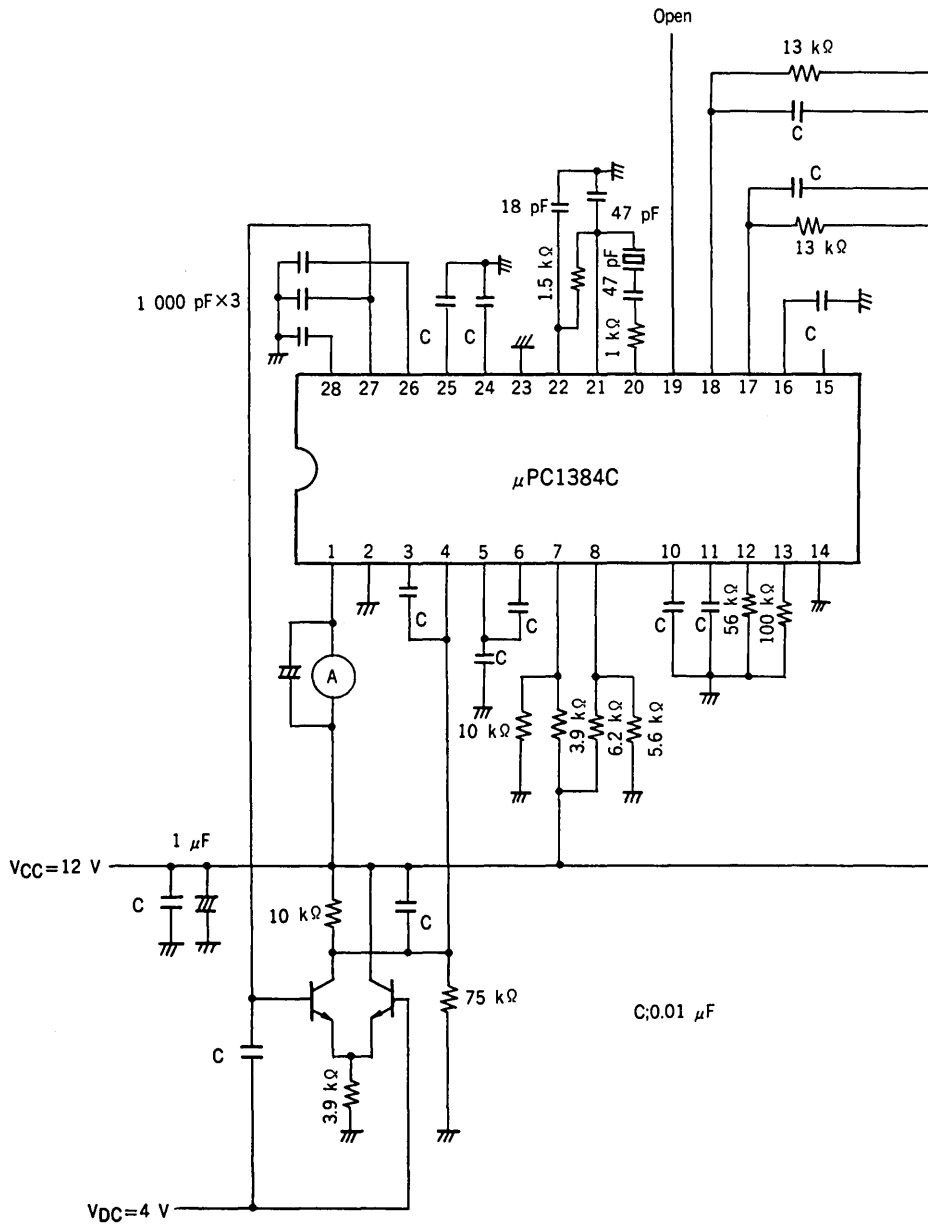 Open
13 kΩ
C
C
13 kΩ
18 pF
47 pF
1.5 kΩ
47 pF
1 kΩ
1 000 pF×3
C
C
C
28 27 26 25 24 23 22 21 20 19 18 17 16 15
μPC1384C
1 2 3 4 5 6 7 8 10 11 12 13 14
C
C
C
C
C
56 kΩ
100 kΩ
A
10 kΩ
3.9 kΩ
6.2 kΩ
5.6 kΩ
1 μF
VCC=12 V
C
10 kΩ
C
75 kΩ
C;0.01 μF
C
3.9 kΩ
VDC=4 V